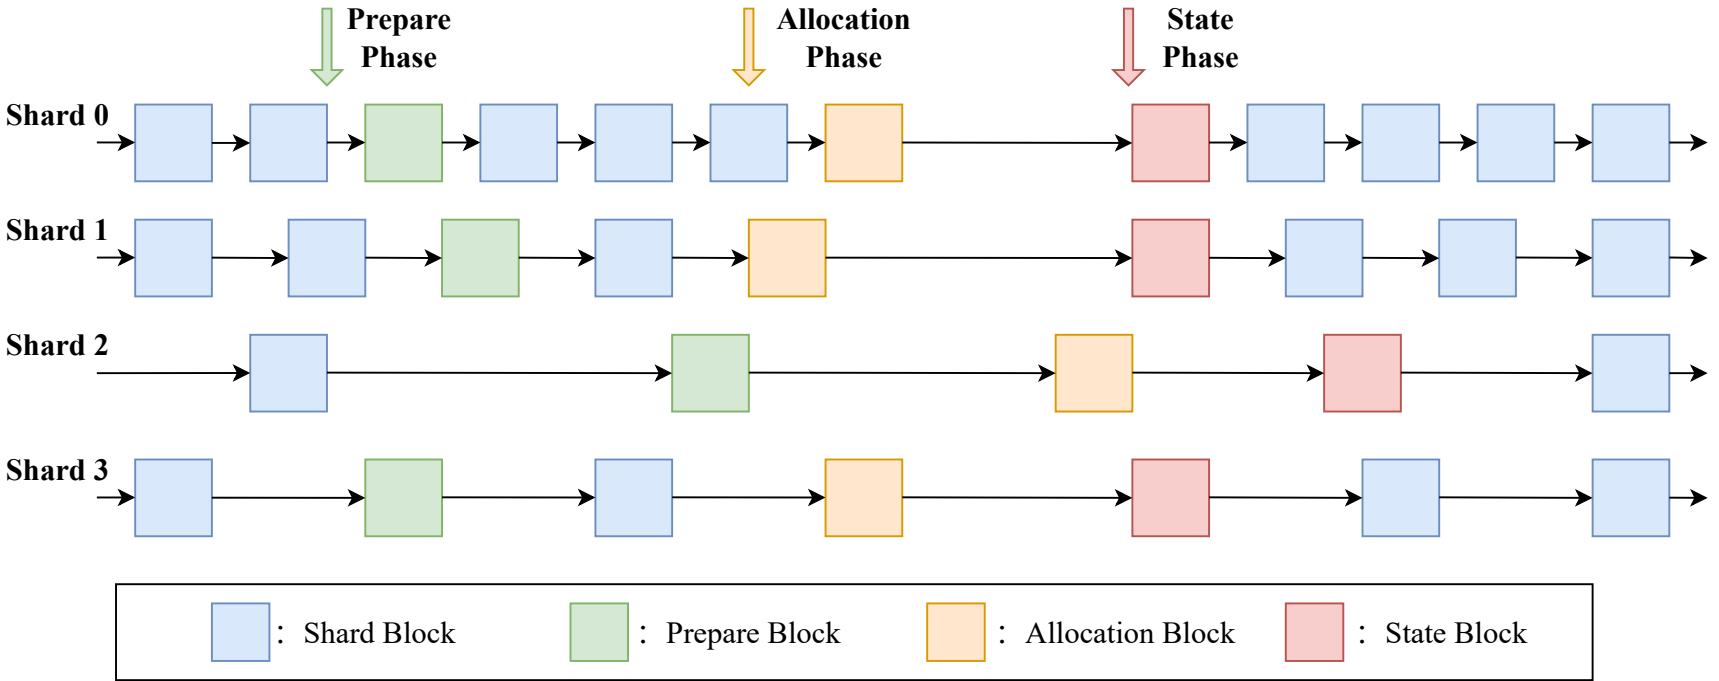 Prepare
Phase
Allocation
Phase
State
Phase
Shard 0
Shard 1
Shard 2
Shard 3
: Shard Block
: Prepare Block
: Allocation Block
: State Block